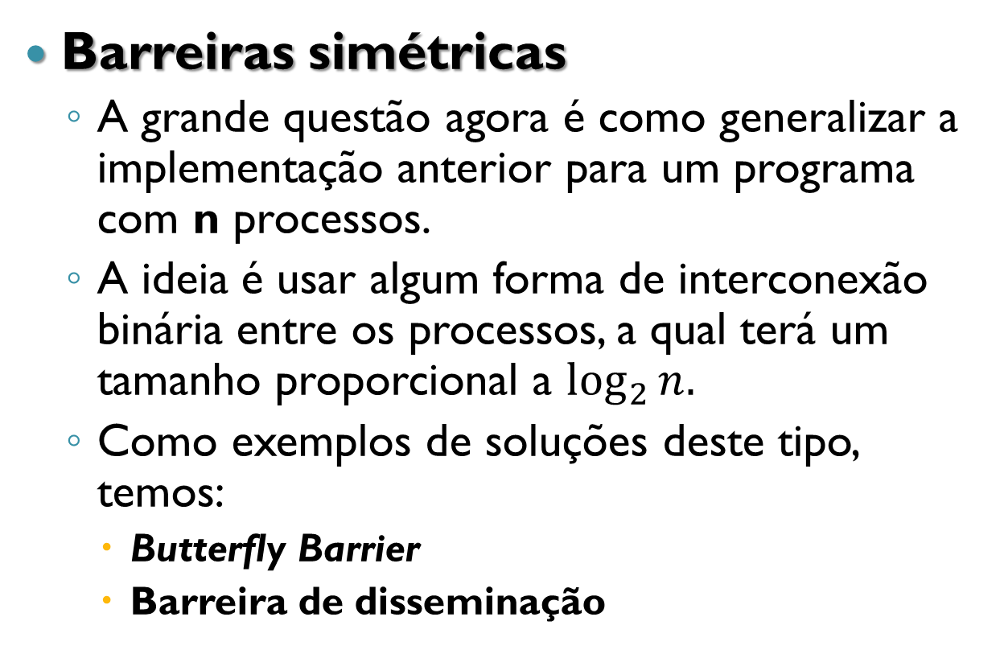 • Barreiras simétricas
◦ A grande questão agora é como generalizar a
implementação anterior para um programa
com n processos.
◦ A ideia é usar algum forma de interconexão
binária entre os processos, a qual terá um
tamanho proporcional a log₂ n.
◦ Como exemplos de soluções deste tipo,
temos:
• Butterfly Barrier
• Barreira de disseminação